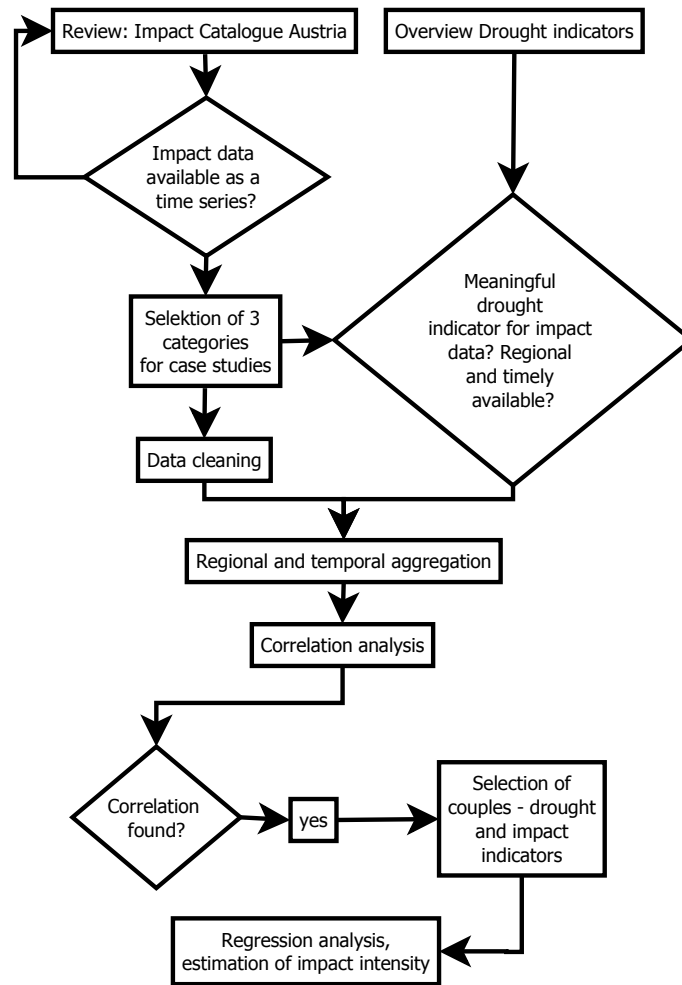 Review: Impact Catalogue Austria
Overview Drought indicators
Impact data
available as a
time series?
Meaningful
drought
indicator for impact
data? Regional
and timely
available?
Selektion of 3
categories
for case studies
Data cleaning
Regional and temporal aggregation
Correlation analysis
Correlation
found?
yes
Selection of
couples - drought
and impact
indicators
Regression analysis,
estimation of impact intensity